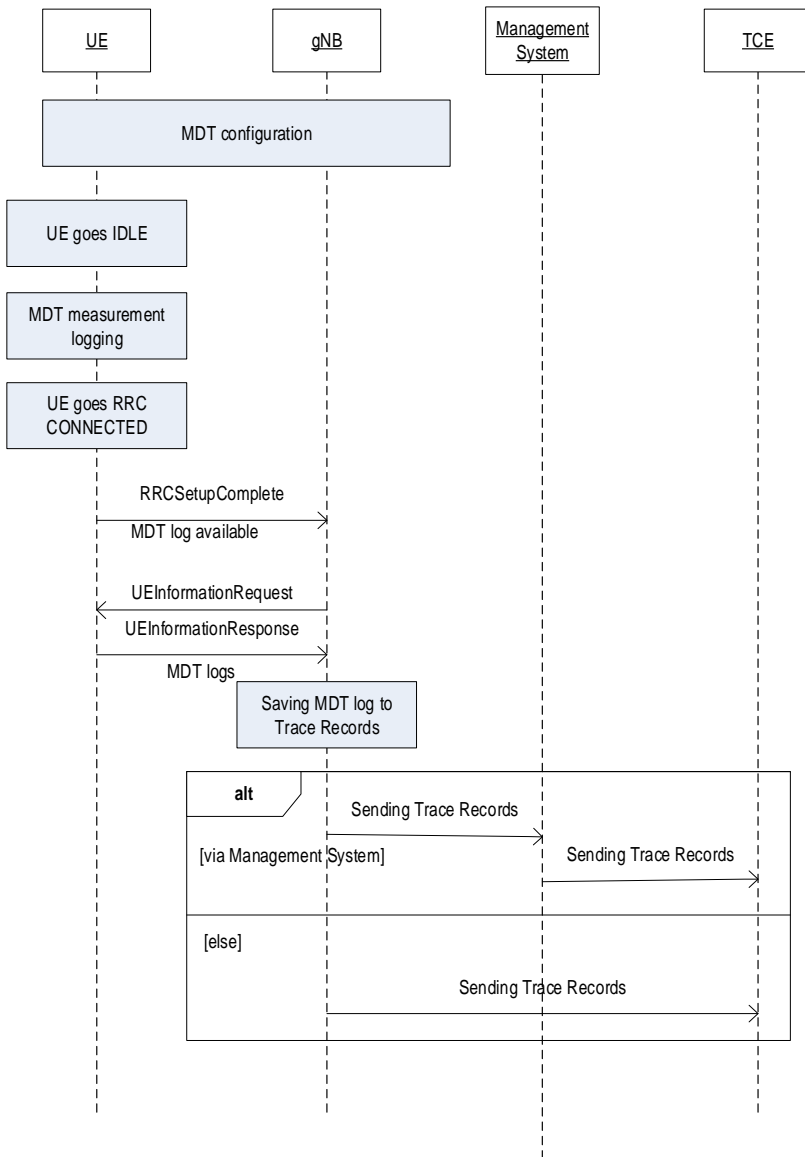 UE
gNB
Management
System
TCE
MDT configuration
UE goes IDLE
MDT measurement
logging
UE goes RRC
CONNECTED
RRCSetupComplete
MDT log available
UEInformationRequest
UEInformationResponse
MDT logs
Saving MDT log to
Trace Records
alt
Sending Trace Records
[via Management System]
Sending Trace Records
[else]
Sending Trace Records